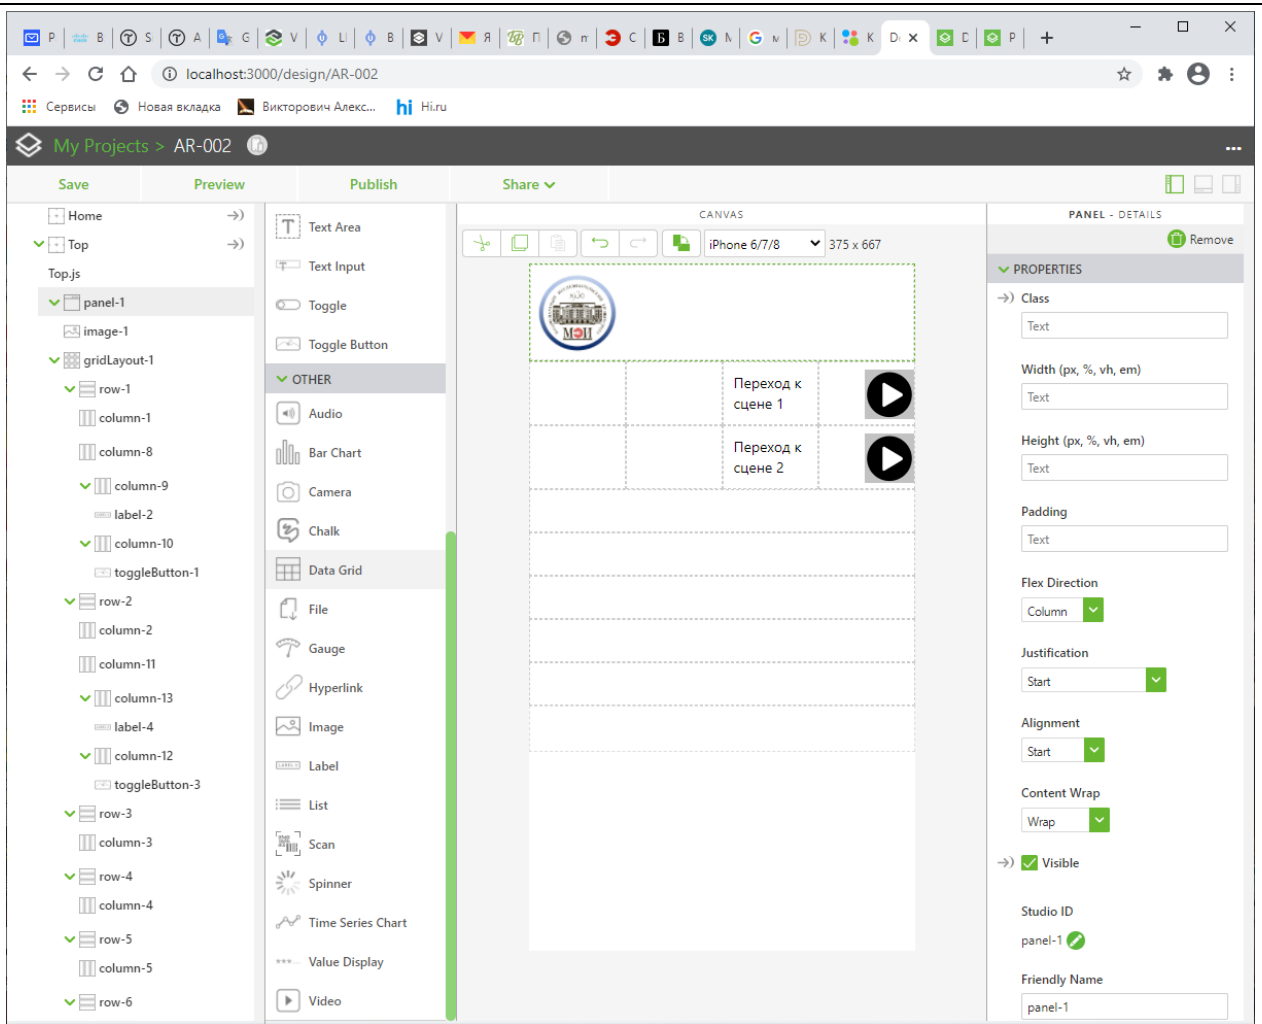 P B S A G V Li B V Я П m С B N G м К К D С Р
localhost:3000/design/AR-002
Сервисы Новая вкладка Викторович Алекс... hi Hi.ru
My Projects > AR-002
Save Preview Publish Share
Home
Top
Top.js
panel-1
image-1
gridLayout-1
row-1
column-1
column-8
column-9
label-2
column-10
toggleButton-1
row-2
column-2
column-11
column-13
label-4
column-12
toggleButton-3
row-3
column-3
row-4
column-4
row-5
column-5
row-6
Text Area
Text Input
Toggle
Toggle Button
OTHER
Audio
Bar Chart
Camera
Chalk
Data Grid
File
Gauge
Hyperlink
Image
Label
List
Scan
Spinner
Time Series Chart
Value Display
Video
CANVAS
iPhone 6/7/8 375 x 667
1930
МЭИ
Переход к
сцене 1
Переход к
сцене 2
PANEL - DETAILS
Remove
PROPERTIES
Class
Text
Width (px, %, vh, em)
Text
Height (px, %, vh, em)
Text
Padding
Text
Flex Direction
Column
Justification
Start
Alignment
Start
Content Wrap
Wrap
Visible
Studio ID
panel-1
Friendly Name
panel-1